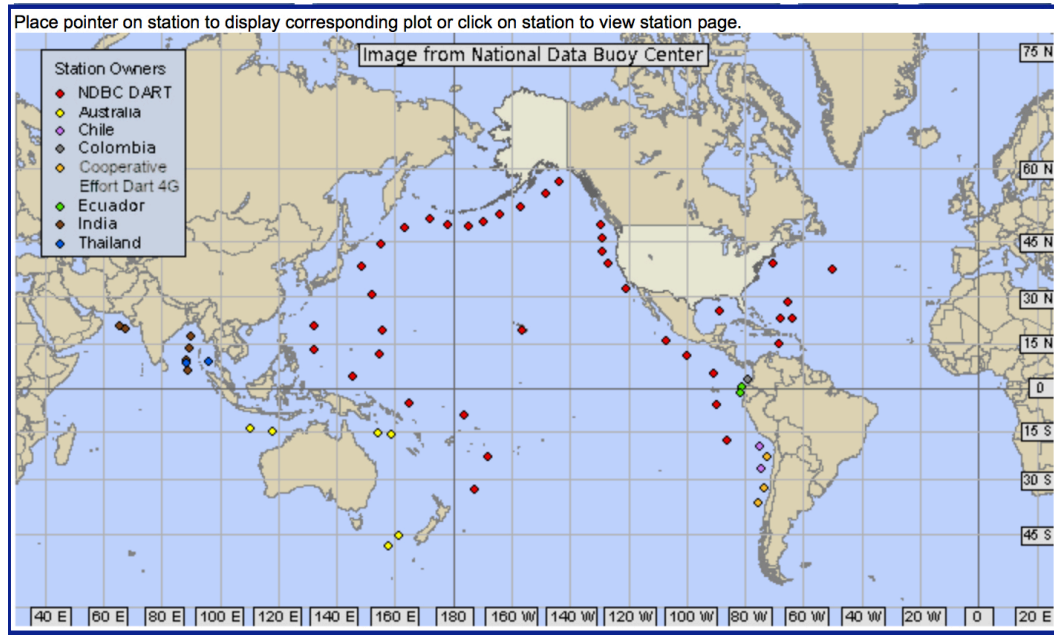 Place pointer on station to display corresponding plot or click on station to view station page.
Image from National Data Buoy Center
75 N
Station Owners
NDBC DART
Australia
Chile
Colombia
Cooperative
Effort Dart 4G
Ecuador
India
Thailand
60 N
45 N
30 N
15 N
0
15 S
30 S
45 S
40 E 60 E 80 E 100 E 120 E 140 E 160 E 180 160 W 140 W 120 W 100 W 80 W 60 W 40 W 20 W 0 20 E